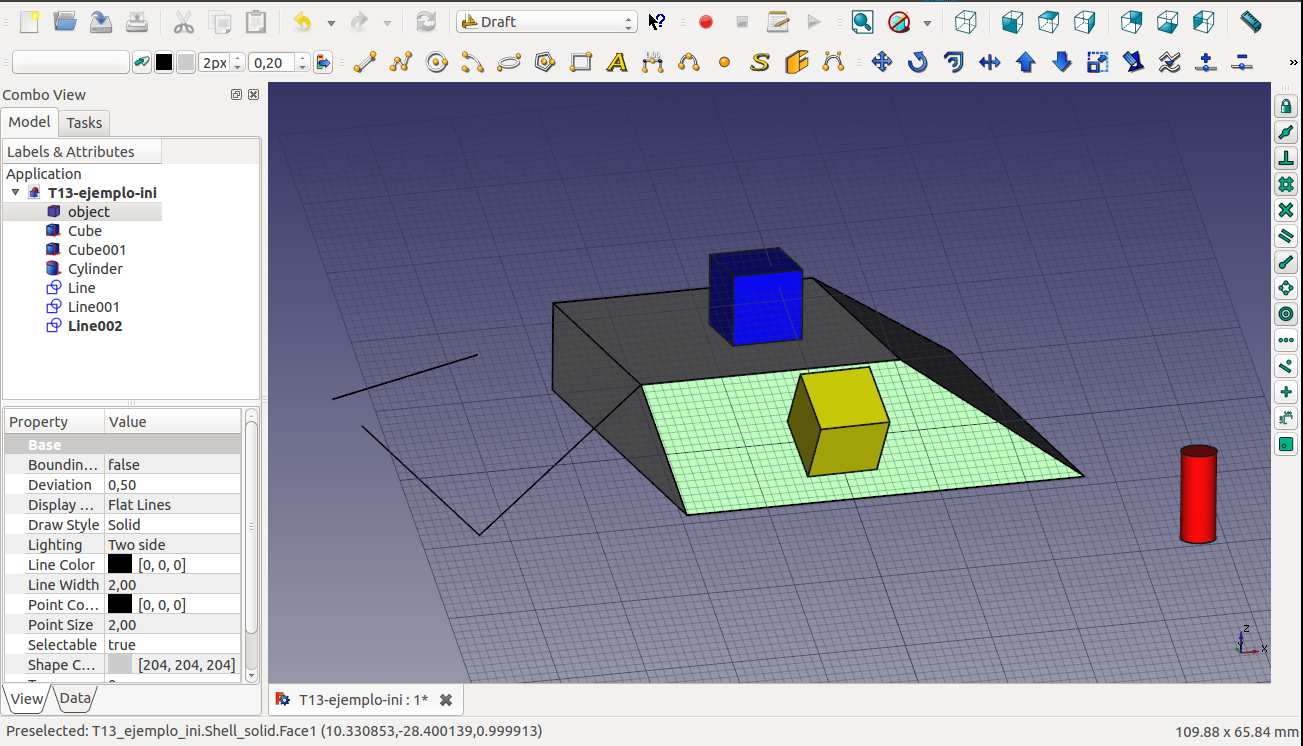 Draft
2px
0,20
»
Combo View
Model
Tasks
Labels & Attributes
Application
T13-ejemplo-ini
object
Cube
Cube001
Cylinder
Line
Line001
Line002
Property Value
Base
Boundin... false
Deviation 0,50
Display ... Flat Lines
Draw Style Solid
Lighting Two side
Line Color [0, 0, 0]
Line Width 2,00
Point Co... [0, 0, 0]
Point Size 2,00
Selectable true
Shape C... [204, 204, 204]
View
Data
Z
X
T13-ejemplo-ini : 1*
Preselected: T13_ejemplo_ini.Shell_solid.Face1 (10.330853,-28.400139,0.999913)
109.88 x 65.84 mm